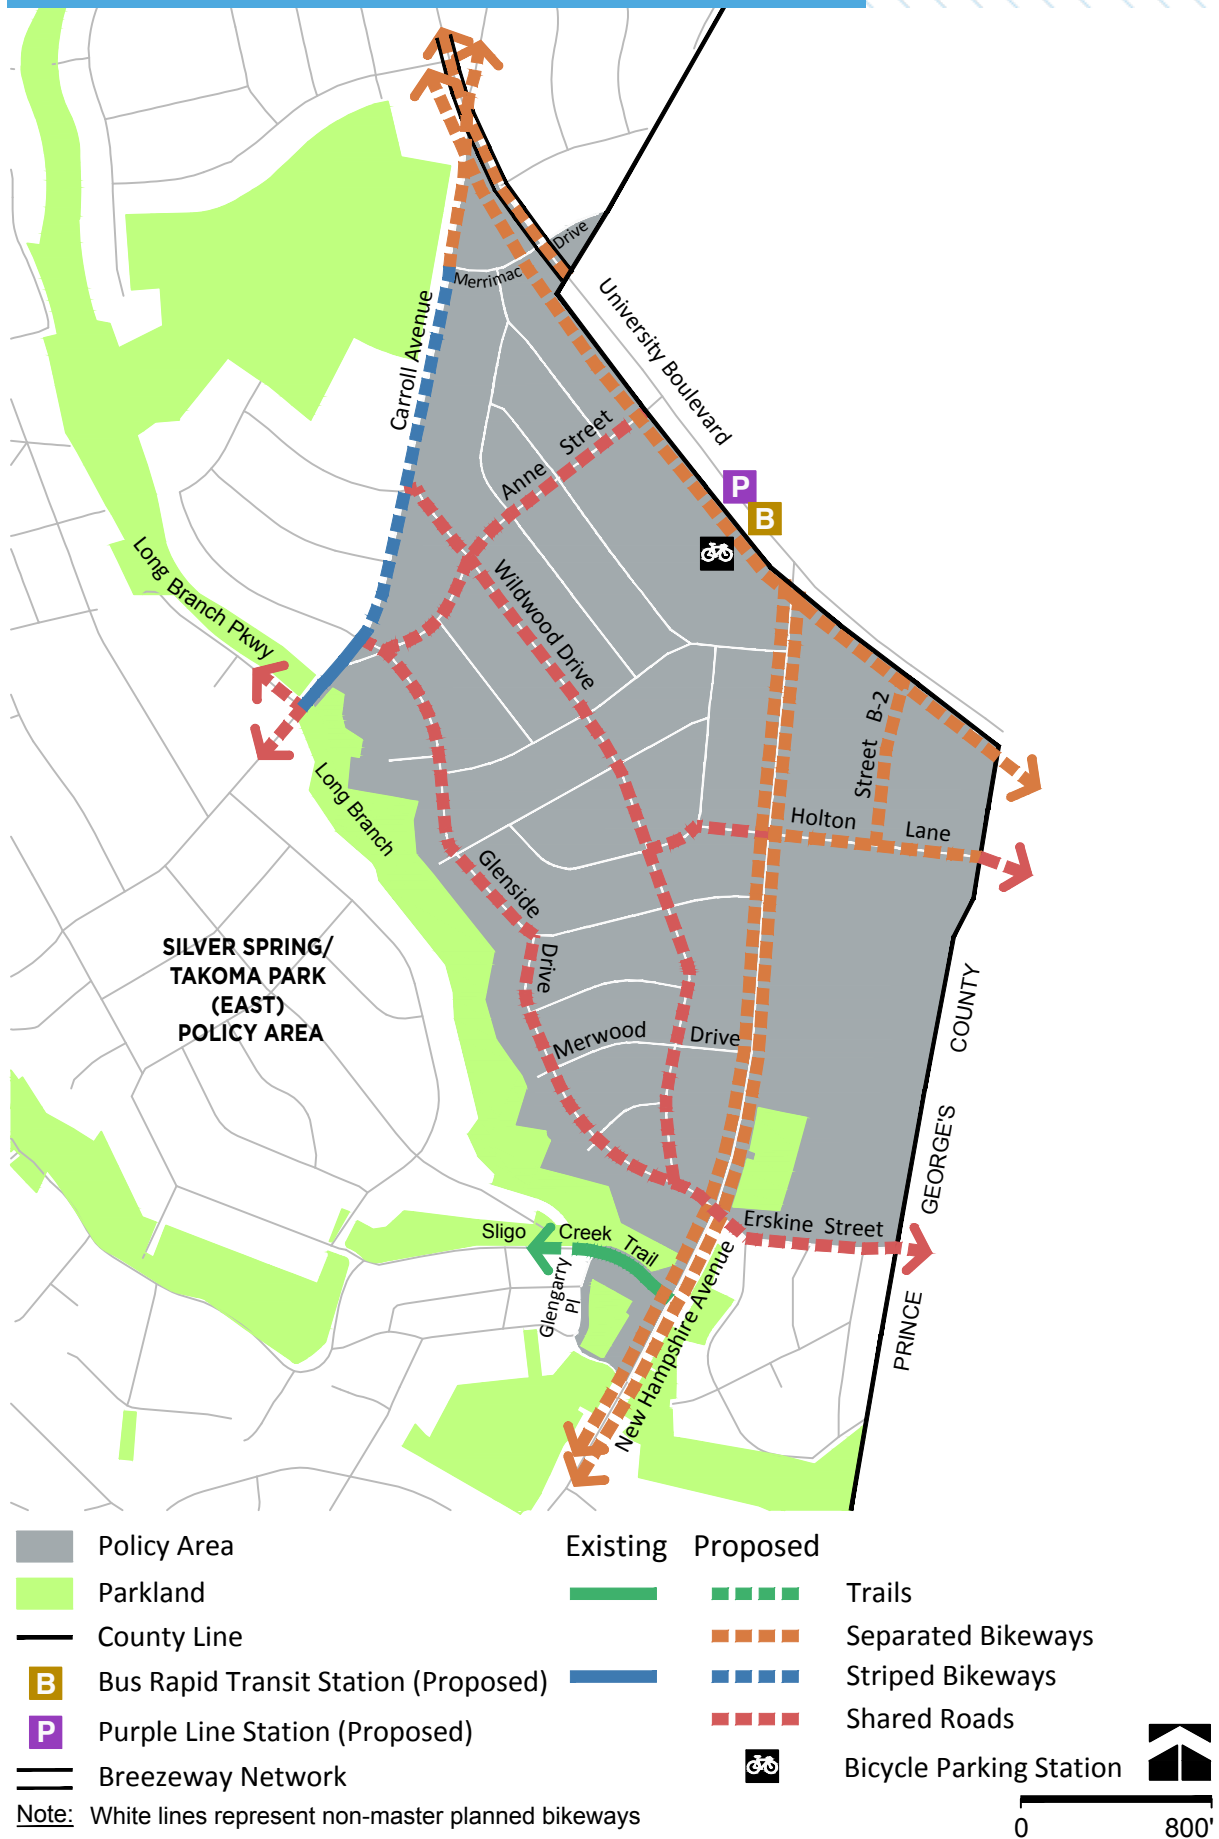 Drive
Merrimac
University Boulevard
Carroll Avenue
Anne Street
P
B
Long Branch Pkwy
Wildwood Drive
Street B-2
Long Branch
Holton Lane
Glenside Drive
SILVER SPRING/
TAKOMA PARK
(EAST)
POLICY AREA
Merwood Drive
PRINCE GEORGE'S COUNTY
Erskine Street
Sligo Creek Trail
Glengarry
Pl
New Hampshire Avenue
Policy Area
Parkland
County Line
B Bus Rapid Transit Station (Proposed)
P Purple Line Station (Proposed)
Breezeway Network
Note: White lines represent non-master planned bikeways
Existing Proposed
Trails
Separated Bikeways
Striped Bikeways
Shared Roads
Bicycle Parking Station
0 800'